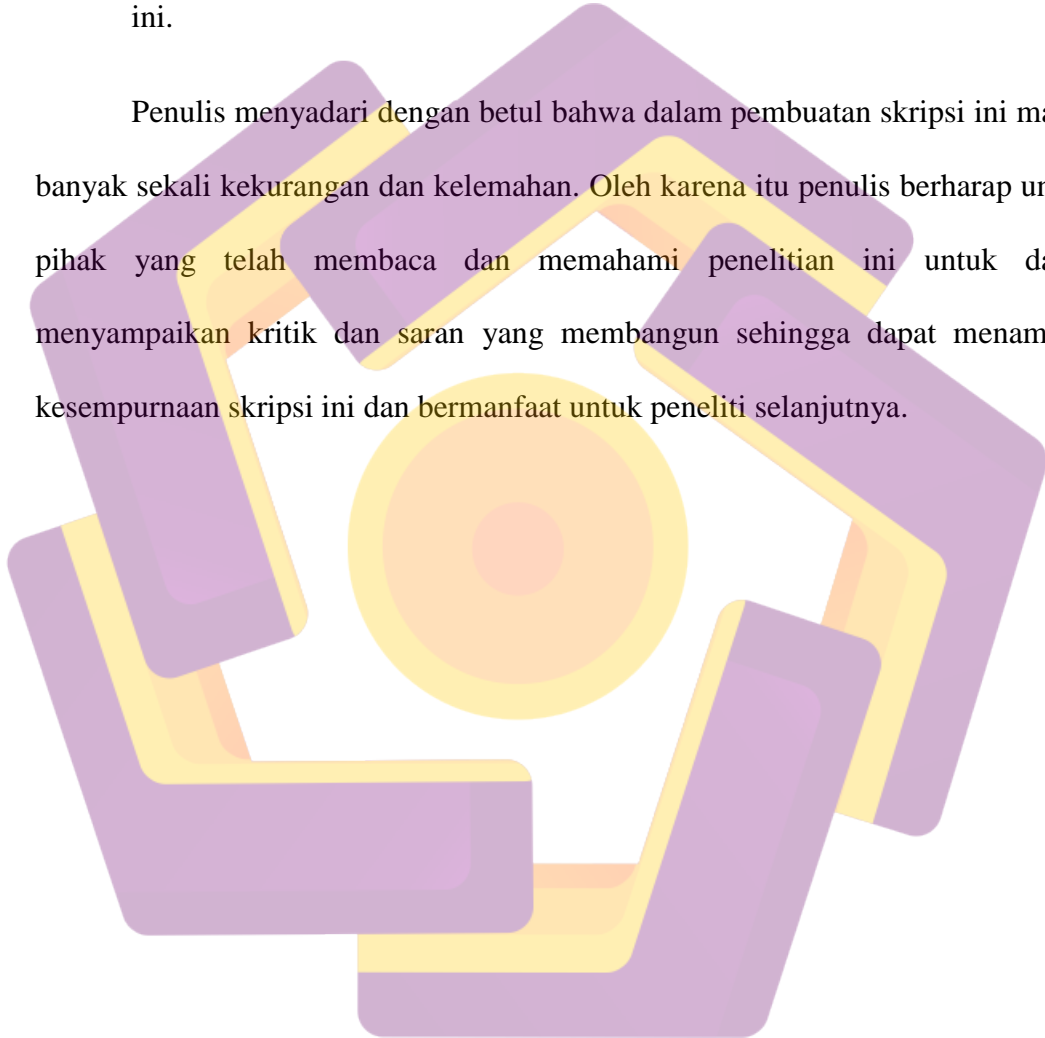 ini.
Penulis menyadari dengan betul bahwa dalam pembuatan skripsi ini ma
banyak sekali kekurangan dan kelemahan. Oleh karena itu penulis berharap un
pihak yang telah membaca dan memahami penelitian ini untuk da
menyampaikan kritik dan saran yang membangun sehingga dapat menam
kesempurnaan skripsi ini dan bermanfaat untuk peneliti selanjutnya.